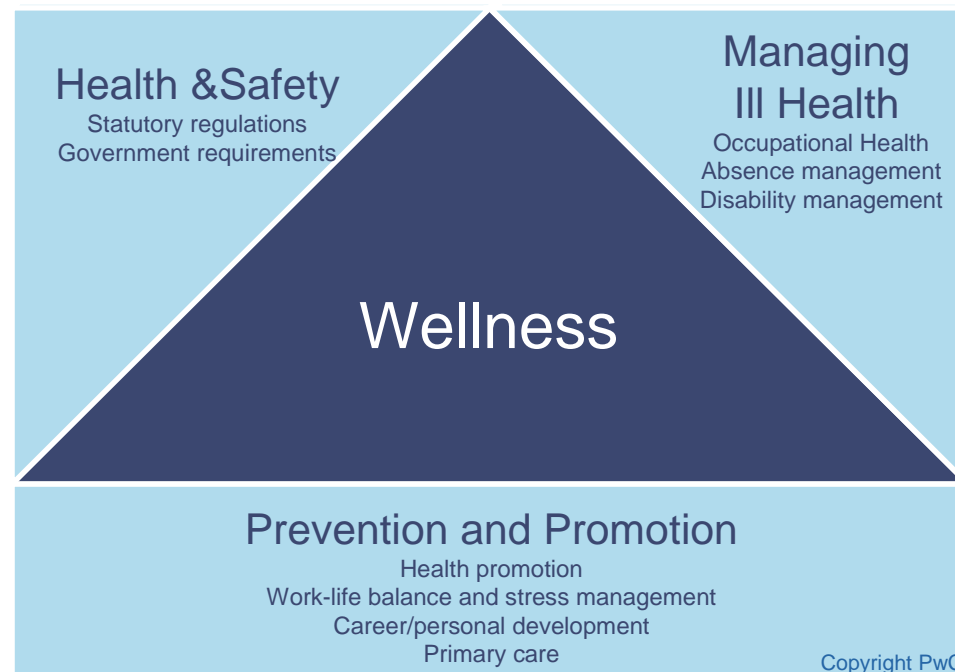 Health &Safety
Statutory regulations
Government requirements
Managing
Ill Health
Occupational Health
Absence management
Disability management
Wellness
Prevention and Promotion
Health promotion
Work-life balance and stress management
Career/personal development
Primary care
Copyright PwC